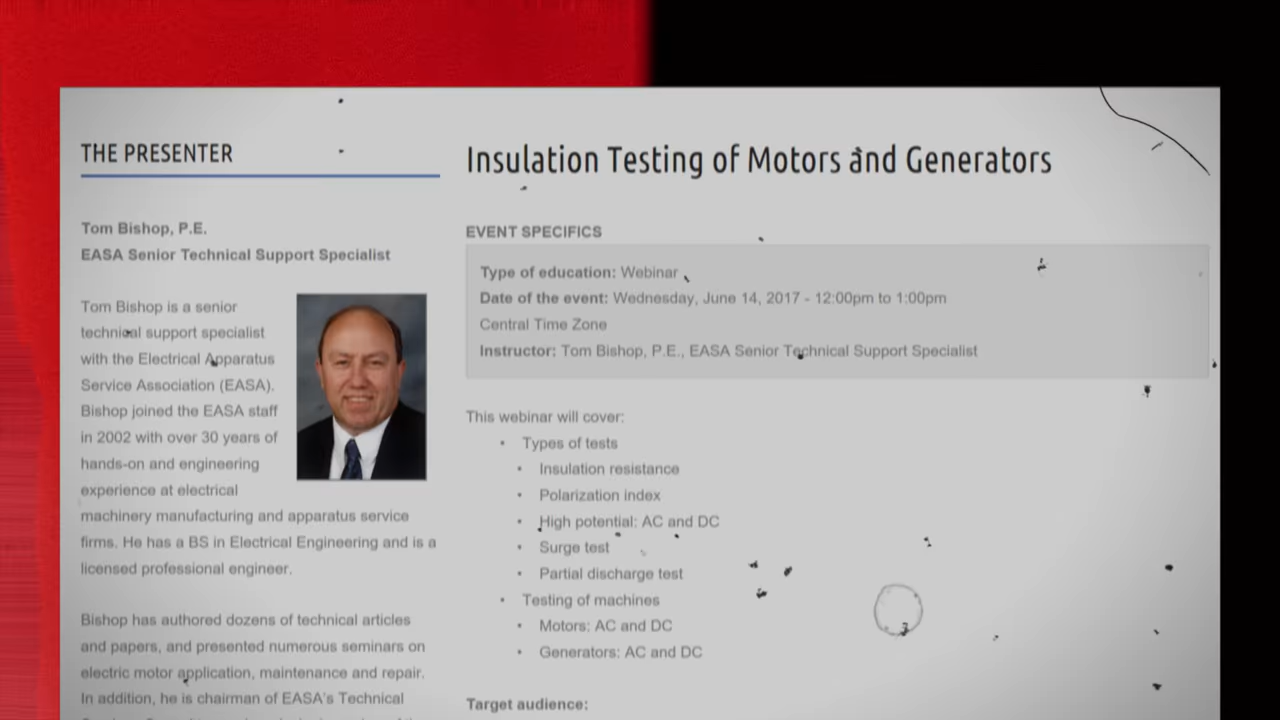 THE PRESENTER
Tom Bishop, P.E.
EASA Senior Technical Support Specialist
Tom Bishop is a senior
technical support specialist
with the Electrical Apparatus
Service Association (EASA).
Bishop joined the EASA staff
in 2002 with over 30 years of
hands-on and engineering
experience at electrical
machinery manufacturing and apparatus service
firms. He has a BS in Electrical Engineering and is a
licensed professional engineer.
Bishop has authored dozens of technical articles
and papers, and presented numerous seminars on
electric motor application, maintenance and repair.
In addition, he is chairman of EASA's Technical
Insulation Testing of Motors and Generators
EVENT SPECIFICS
Type of education: Webinar
Date of the event: Wednesday, June 14, 2017 - 12:00pm to 1:00pm
Central Time Zone
Instructor: Tom Bishop, P.E., EASA Senior Technical Support Specialist
This webinar will cover:
• Types of tests
• Insulation resistance
• Polarization index
• High potential: AC and DC
• Surge test
• Partial discharge test
• Testing of machines
• Motors: AC and DC
• Generators: AC and DC
Target audience: